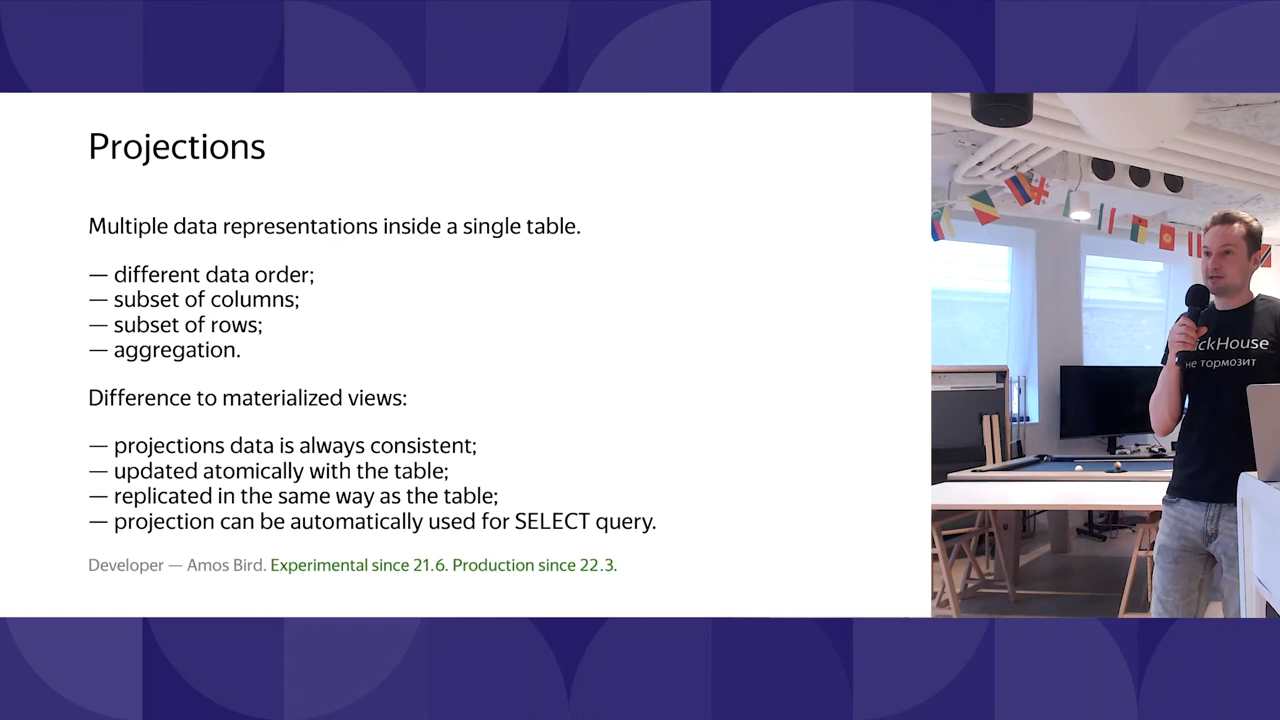 Projections
Multiple data representations inside a single table.
— different data order;
— subset of columns;
— subset of rows;
— aggregation.
Difference to materialized views:
— projections data is always consistent;
— updated atomically with the table;
— replicated in the same way as the table;
— projection can be automatically used for SELECT query.
Developer — Amos Bird. Experimental since 21.6. Production since 22.3.
ckHouse
не тормозит